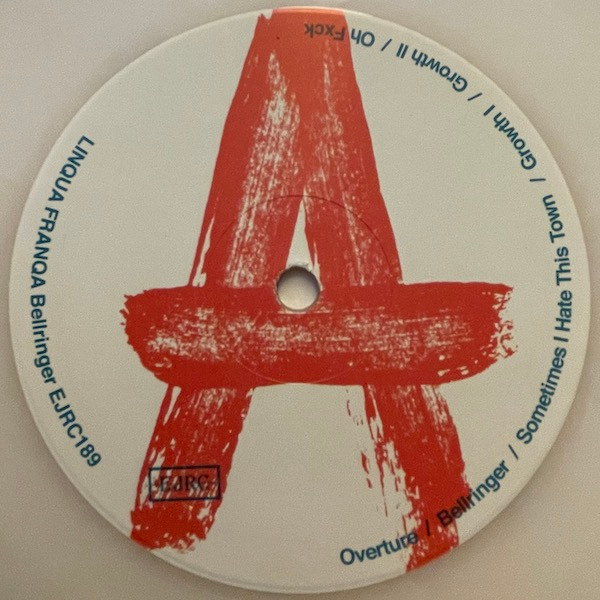 A
LINQUA FRANQA Bellringer EJRC189
Overture / Bellringer / Sometimes I Hate This Town / Growth I / Growth II / Oh Fxck
EJRC